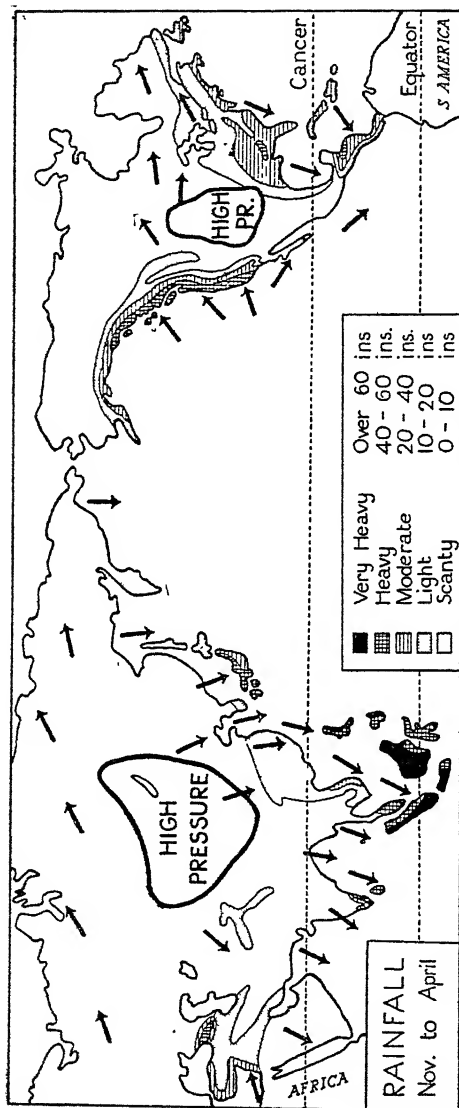 HIGH
PRESSURE
HIGH
PR.
Cancer
Equator
S AMERICA
AFRICA
RAINFALL
Nov. to April
Very Heavy Over 60 ins
Heavy 40 - 60 ins.
Moderate 20 - 40 ins.
Light 10 - 20 ins
Scanty 0 - 10 ins